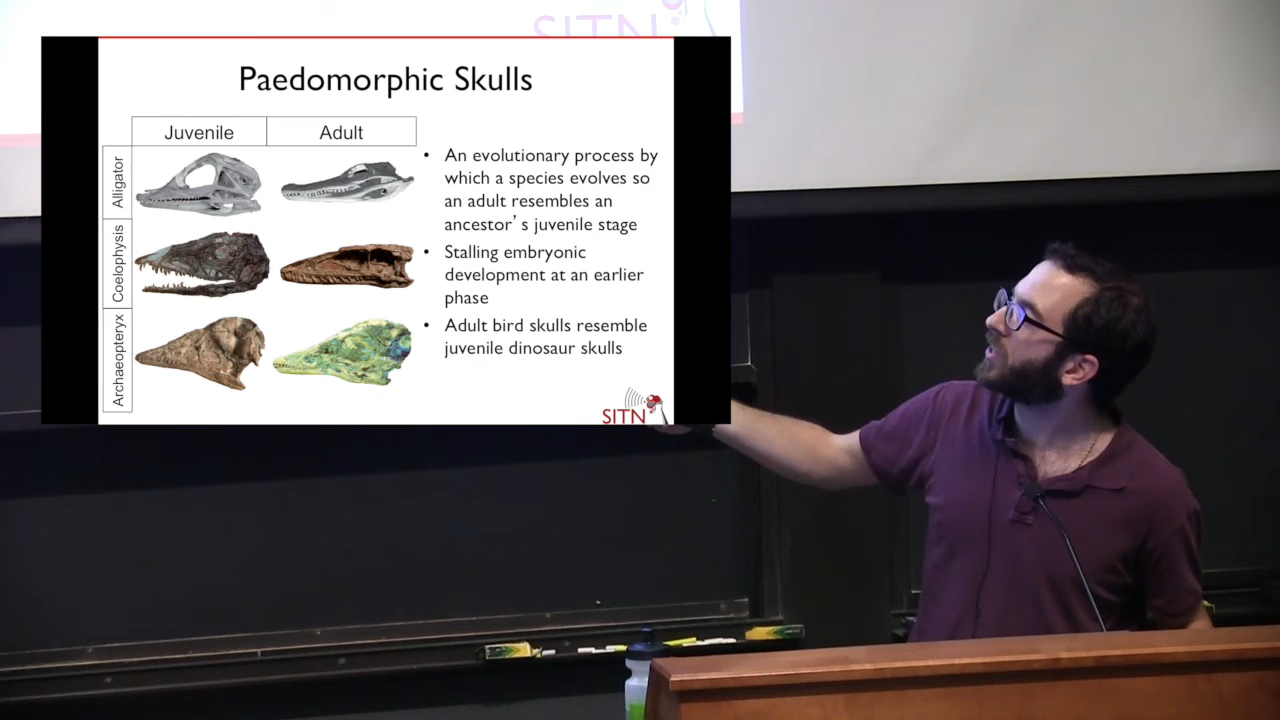 SITN
Paedomorphic Skulls
Juvenile
Adult
Alligator
Coelophysis
Archaeopteryx
• An evolutionary process by
which a species evolves so
an adult resembles an
ancestor’s juvenile stage
• Stalling embryonic
development at an earlier
phase
• Adult bird skulls resemble
juvenile dinosaur skulls
SITN